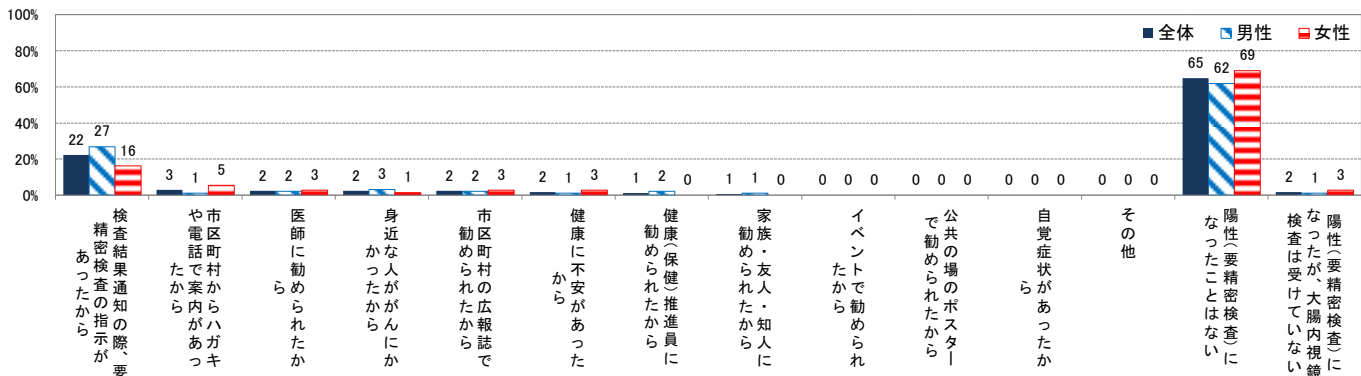 100%
80%
60%
40%
20%
0%
全体
男性
女性
22
27
16
3
1
5
2
2
3
2
3
1
2
2
3
2
1
3
1
2
0
1
1
0
0
0
0
0
0
0
0
0
0
0
0
0
65
62
69
2
1
3
検査結果通知の際、要
精密検査の指示が
あったから
市区町村からハガキ
や電話で案内があっ
たから
医師に勧められたか
ら
身近な人ががんにか
かったから
市区町村の広報誌で
勧められたから
健康に不安があった
から
健康(保健)推進員に
勧められたから
家族・友人・知人に
勧められたから
イベントで勧められ
たから
公共の場のポスター
で勧められたから
自覚症状があったか
ら
その他
陽性(要精密検査)に
なったことはない
陽性(要精密検査)に
なったが、大腸内視鏡
検査は受けていない